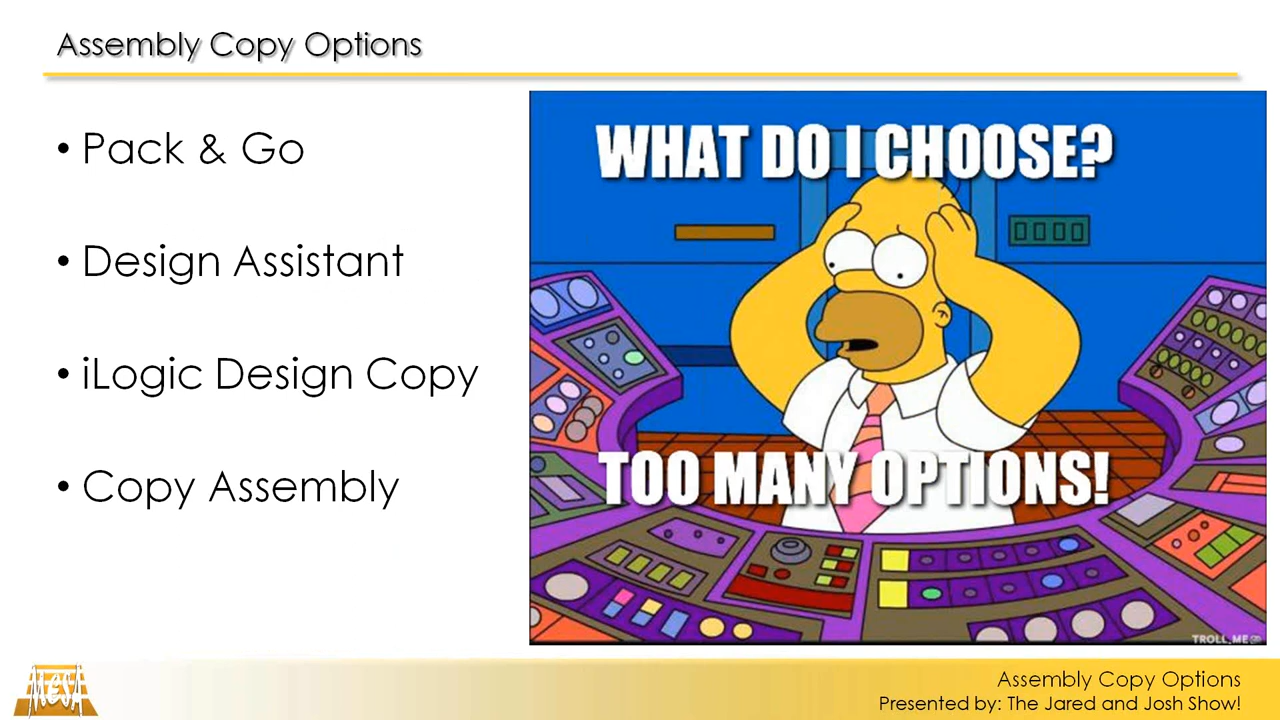 Assembly Copy Options
• Pack & Go
• Design Assistant
• iLogic Design Copy
• Copy Assembly
WHAT DO I CHOOSE?
TOO MANY OPTIONS!
TROLL.ME
MESA
Assembly Copy Options
Presented by: The Jared and Josh Show!